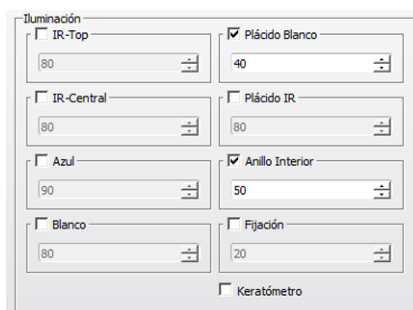 Iluminación
IR-Top
Plácido Blanco
80
40
IR-Central
Plácido IR
80
80
Azul
Anillo Interior
90
50
Blanco
Fijación
80
20
Keratómetro